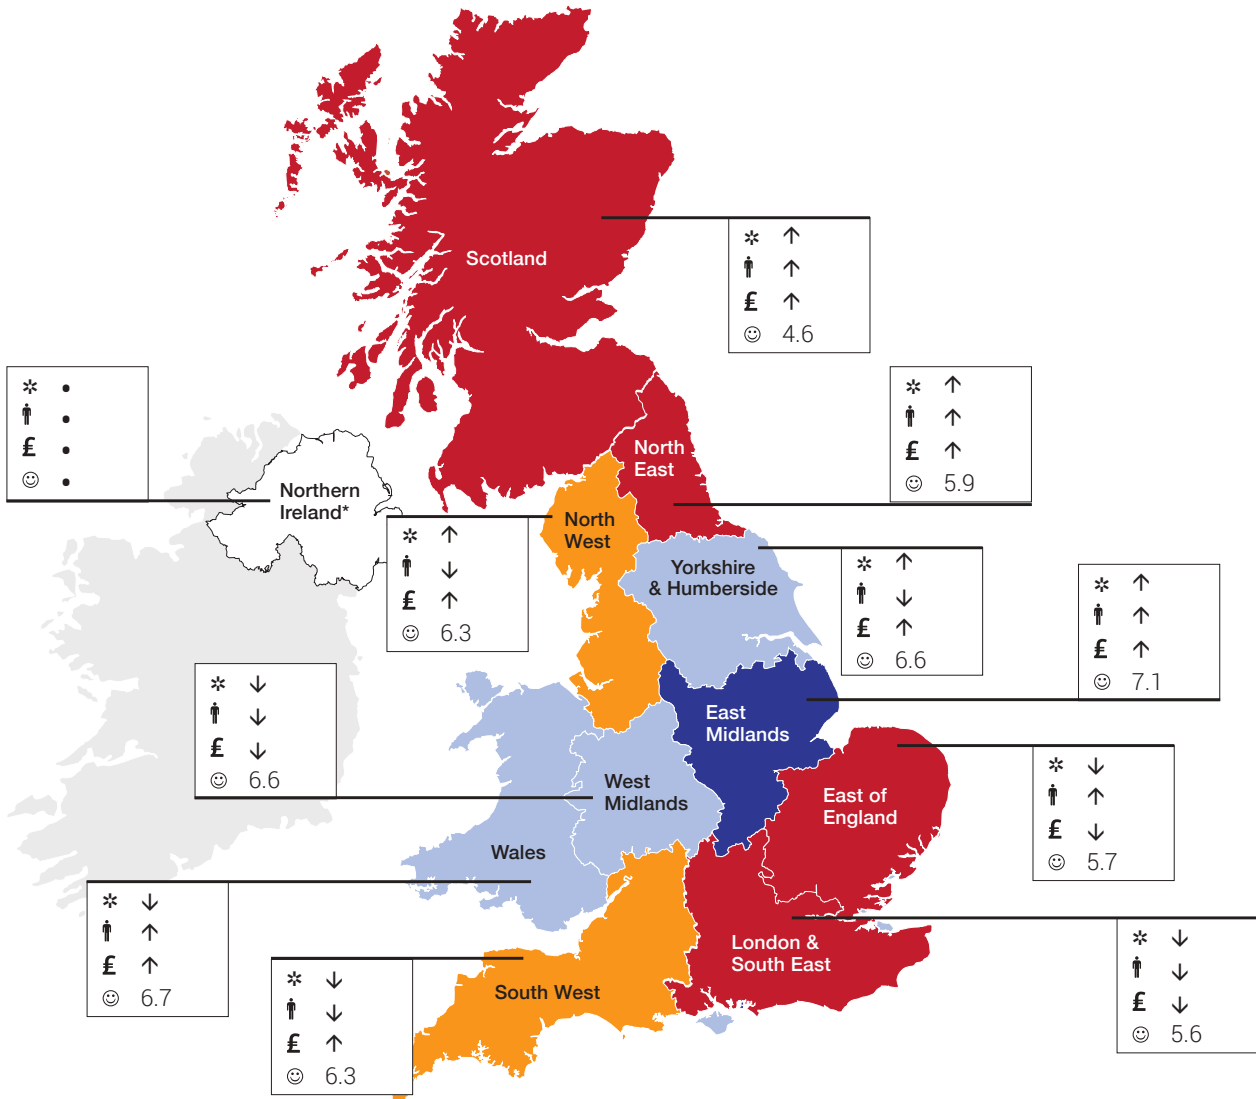 Scotland
✲ ↑
↑
£ ↑
☺ 4.6
✲ •
•
£ •
☺ •
Northern
Ireland*
North
East
✲ ↑
↑
£ ↑
☺ 5.9
North
West
✲ ↑
↓
£ ↑
☺ 6.3
Yorkshire
& Humberside
✲ ↑
↓
£ ↑
☺ 6.6
✲ ↑
↑
£ ↑
☺ 7.1
East
Midlands
✲ ↓
↓
£ ↓
☺ 6.6
West
Midlands
East of
England
✲ ↓
↑
£ ↓
☺ 5.7
Wales
✲ ↓
↑
£ ↑
☺ 6.7
London &
South East
✲ ↓
↓
£ ↓
☺ 5.6
South West
✲ ↓
↓
£ ↑
☺ 6.3